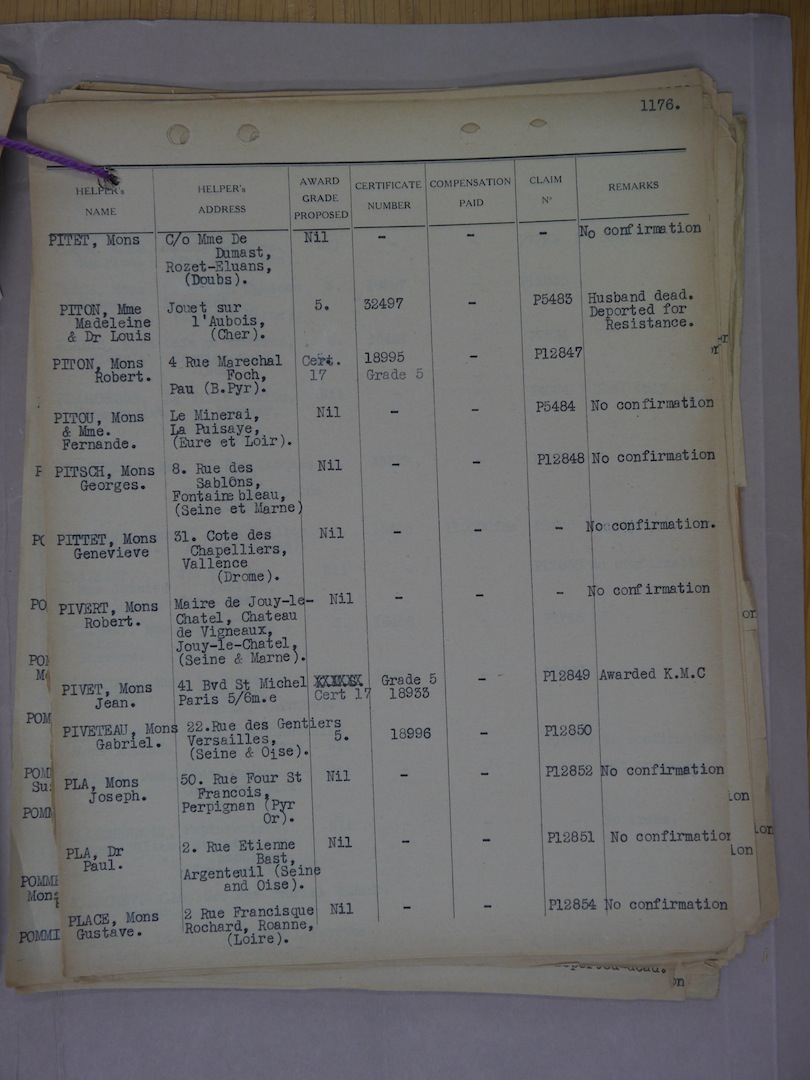 1176.
HELPER's NAME | HELPER's ADDRESS | AWARD GRADE PROPOSED | CERTIFICATE NUMBER | COMPENSATION PAID | CLAIM Nº | REMARKS
PITET, Mons | C/o Mme De | Nil | - | - | - | No confirmation
Dumast,
Rozet-Eluans,
(Doubs).
PITON, Mme | Jouet sur | 5. | 32497 | - | P5483 | Husband dead.
Madeleine | l'Aubois, | Deported for
& Dr Louis | (Cher). | Resistance.
PITON, Mons | 4 Rue Marechal | Cert. | 18995 | - | P12847
Robert. | Foch, | 17 | Grade 5
Pau (B.Pyr).
PITOU, Mons | Le Minerai, | Nil | - | - | P5484 | No confirmation
& Mme. | La Puisaye,
Fernande. | (Eure et Loir).
PITSCH, Mons | 8. Rue des | Nil | - | - | P12848 | No confirmation
Georges. | Sablôns,
Fontainebleau,
(Seine et Marne)
PITTET, Mons | 31. Cote des | Nil | - | - | - | No confirmation.
Genevieve | Chapelliers,
Vallence
(Drome).
PIVERT, Mons | Maire de Jouy-le- | Nil | - | - | - | No confirmation
Robert. | Chatel, Chateau
de Vigneaux,
Jouy-le-Chatel,
(Seine & Marne).
PIVET, Mons | 41 Bvd St Michel | Grade 5 | - | P12849 | Awarded K.M.C
Jean. | Paris 5/6m.e | Cert 17 | 18933
PIVETEAU, Mons | 22.Rue des Gentiers | 5. | 18996 | - | P12850
Gabriel. | Versailles,
(Seine & Oise).
PLA, Mons | 50. Rue Four St | Nil | - | - | P12852 | No confirmation
Joseph. | Francois,
Perpignan (Pyr
Or).
PLA, Dr | 2. Rue Etienne | Nil | - | - | P12851 | No confirmation
Paul. | Bast,
Argenteuil (Seine
and Oise).
PLACE, Mons | 2 Rue Francisque | Nil | - | - | P12854 | No confirmation
Gustave. | Rochard, Roanne,
(Loire).